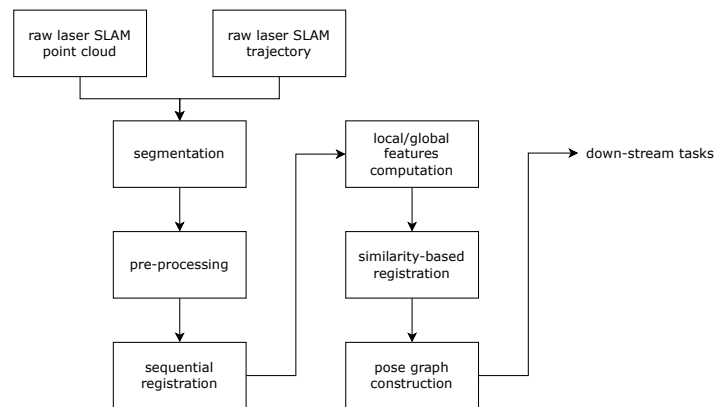 raw laser SLAM
point cloud
raw laser SLAM
trajectory
segmentation
pre-processing
sequential
registration
local/global
features
computation
similarity-based
registration
pose graph
construction
down-stream tasks